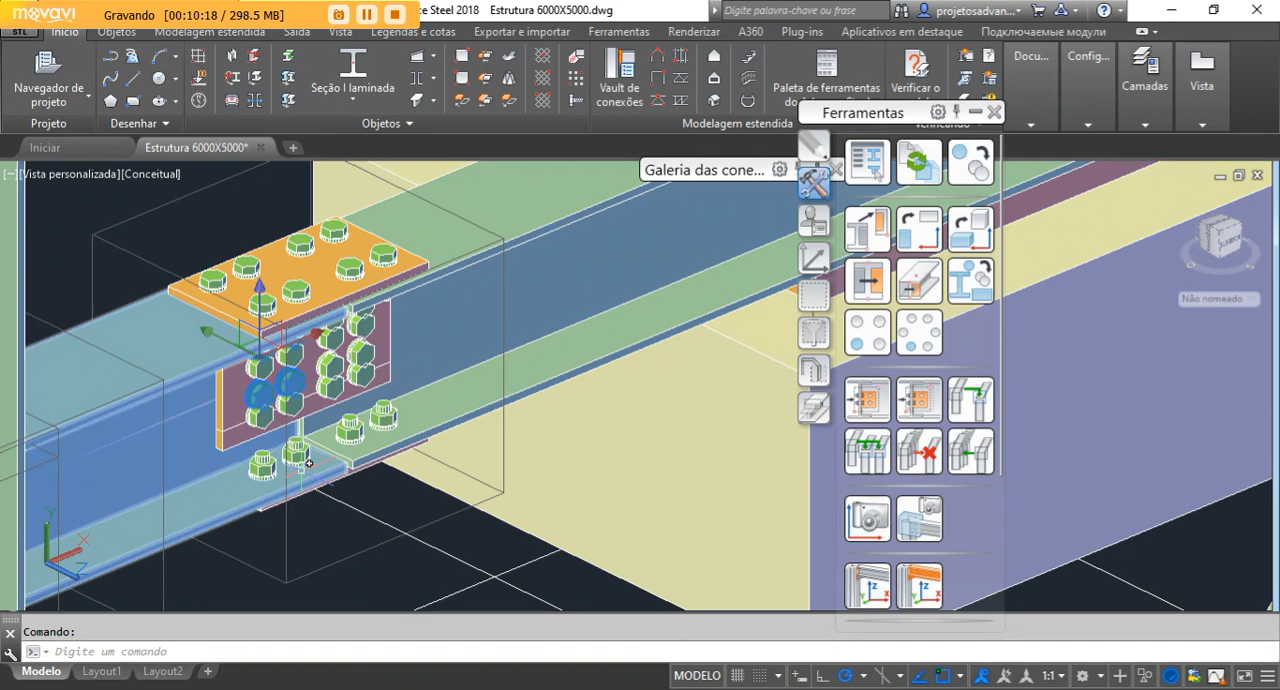 movavi
Gravando [00:10:18 / 298.5 MB]
ce Steel 2018 Estrutura 6000X5000.dwg
Digite palavra-chave ou frase
projetosadvan...
STL
Início
Objetos
Modelagem estendida
Saída
Vista
Legendas e cotas
Exportar e importar
Ferramentas
Renderizar
A360
Plug-ins
Aplicativos em destaque
Подключаемые модули
Navegador de projeto
Seção I laminada
Vault de conexões
Paleta de ferramentas
Verificar o
Docu...
Config...
Camadas
Vista
Projeto
Desenhar
Objetos
Modelagem estendida
Iniciar
Estrutura 6000X5000*
[−][Vista personalizada][Conceitual]
Galeria das cone...
Ferramentas
Não nomeado
Y
X
Z
Comando:
Digite um comando
Modelo
Layout1
Layout2
MODELO
1:1